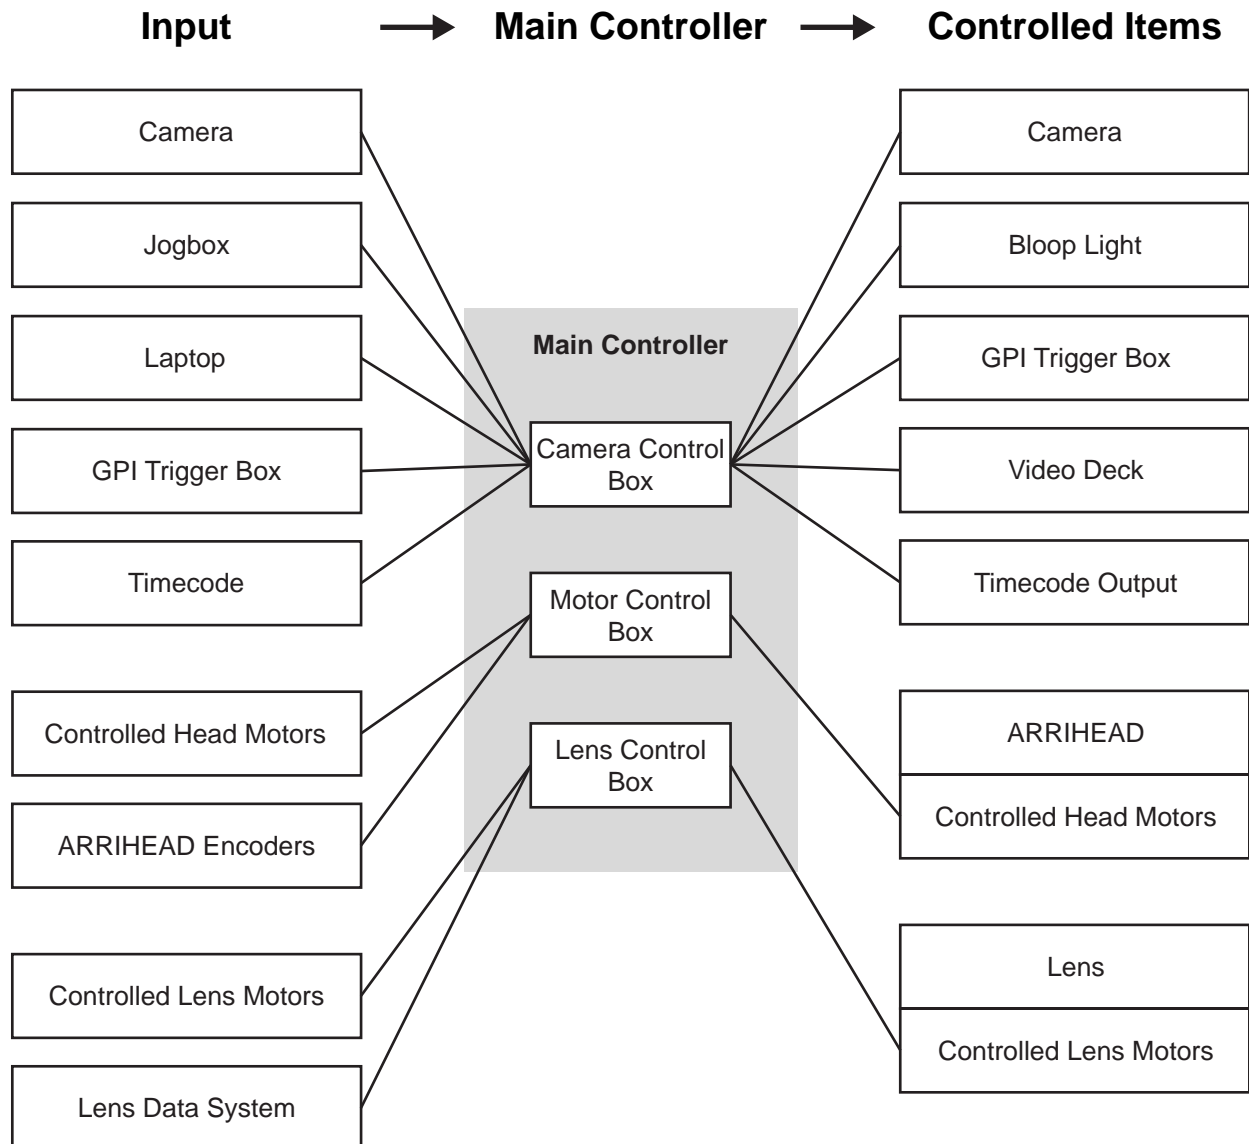 Input
Main Controller
Controlled Items
Camera
Jogbox
Laptop
GPI Trigger Box
Timecode
Controlled Head Motors
ARRIHEAD Encoders
Controlled Lens Motors
Lens Data System
Main Controller
Camera Control
Box
Motor Control
Box
Lens Control
Box
Camera
Bloop Light
GPI Trigger Box
Video Deck
Timecode Output
ARRIHEAD
Controlled Head Motors
Lens
Controlled Lens Motors